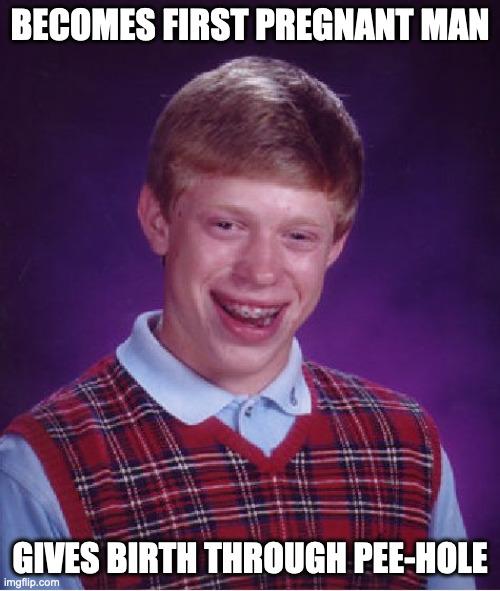 BECOMES FIRST PREGNANT MAN
GIVES BIRTH THROUGH PEE-HOLE
imgflip.com